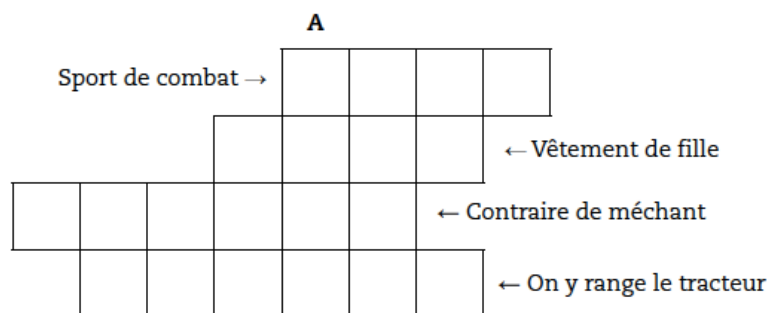 A
Sport de combat →
← Vêtement de fille
← Contraire de méchant
← On y range le tracteur